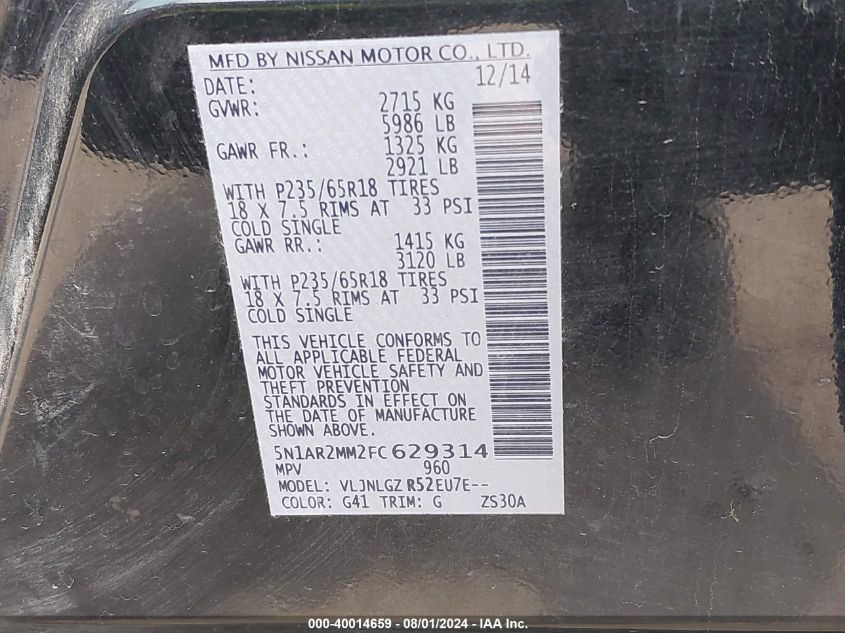 MFD BY NISSAN MOTOR CO., LTD.
DATE: 12/14
GVWR: 2715 KG
5986 LB
GAWR FR.: 1325 KG
2921 LB
WITH P235/65R18 TIRES
18 X 7.5 RIMS AT 33 PSI
COLD SINGLE
GAWR RR.: 1415 KG
3120 LB
WITH P235/65R18 TIRES
18 X 7.5 RIMS AT 33 PSI
COLD SINGLE
THIS VEHICLE CONFORMS TO
ALL APPLICABLE FEDERAL
MOTOR VEHICLE SAFETY AND
THEFT PREVENTION
STANDARDS IN EFFECT ON
THE DATE OF MANUFACTURE
SHOWN ABOVE.
5N1AR2MM2FC629314
MPV 960
MODEL: VLJNLGZ R52EU7E--
COLOR: G41 TRIM: G ZS30A
000-40014659 - 08/01/2024 - IAA Inc.